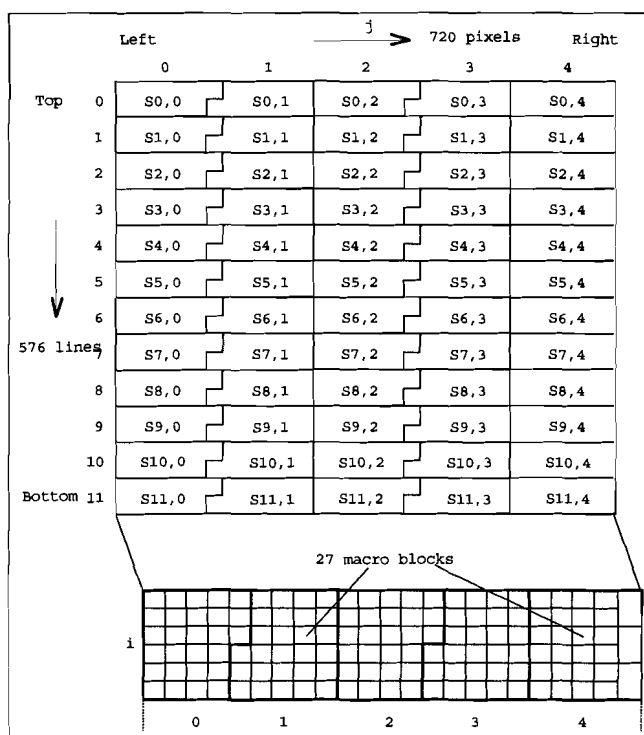 j
Left 720 pixels Right
0 1 2 3 4
Top 0 S0,0 S0,1 S0,2 S0,3 S0,4
1 S1,0 S1,1 S1,2 S1,3 S1,4
2 S2,0 S2,1 S2,2 S2,3 S2,4
3 S3,0 S3,1 S3,2 S3,3 S3,4
4 S4,0 S4,1 S4,2 S4,3 S4,4
5 S5,0 S5,1 S5,2 S5,3 S5,4
6 S6,0 S6,1 S6,2 S6,3 S6,4
576 lines 7 S7,0 S7,1 S7,2 S7,3 S7,4
8 S8,0 S8,1 S8,2 S8,3 S8,4
9 S9,0 S9,1 S9,2 S9,3 S9,4
10 S10,0 S10,1 S10,2 S10,3 S10,4
Bottom 11 S11,0 S11,1 S11,2 S11,3 S11,4
27 macro blocks
i
0 1 2 3 4